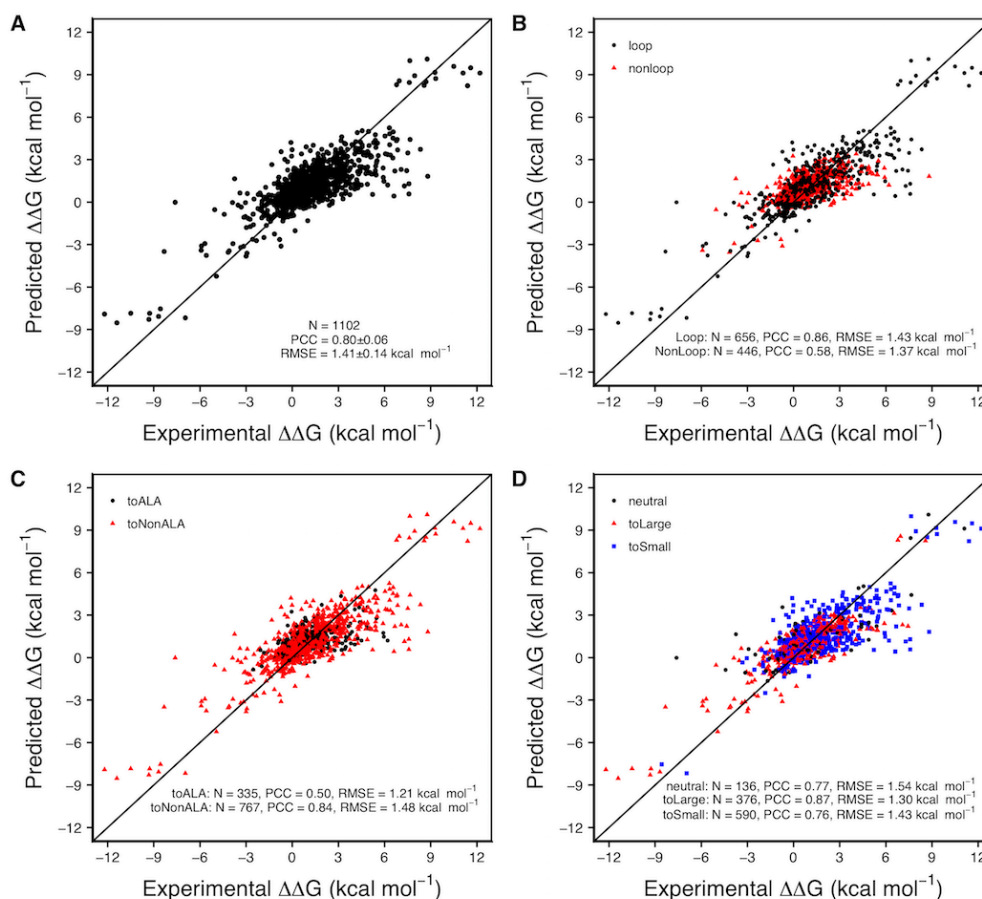 A
12
9
6
3
0
−3
−6
−9
−12
Predicted ΔΔG (kcal mol⁻¹)
N = 1102
PCC = 0.80±0.06
RMSE = 1.41±0.14 kcal mol⁻¹
−12 −9 −6 −3 0 3 6 9 12
Experimental ΔΔG (kcal mol⁻¹)
B
12
9
6
3
0
−3
−6
−9
−12
Predicted ΔΔG (kcal mol⁻¹)
loop
nonloop
Loop: N = 656, PCC = 0.86, RMSE = 1.43 kcal mol⁻¹
NonLoop: N = 446, PCC = 0.58, RMSE = 1.37 kcal mol⁻¹
−12 −9 −6 −3 0 3 6 9 12
Experimental ΔΔG (kcal mol⁻¹)
C
12
9
6
3
0
−3
−6
−9
−12
Predicted ΔΔG (kcal mol⁻¹)
toALA
toNonALA
toALA: N = 335, PCC = 0.50, RMSE = 1.21 kcal mol⁻¹
toNonALA: N = 767, PCC = 0.84, RMSE = 1.48 kcal mol⁻¹
−12 −9 −6 −3 0 3 6 9 12
Experimental ΔΔG (kcal mol⁻¹)
D
12
9
6
3
0
−3
−6
−9
−12
Predicted ΔΔG (kcal mol⁻¹)
neutral
toLarge
toSmall
neutral: N = 136, PCC = 0.77, RMSE = 1.54 kcal mol⁻¹
toLarge: N = 376, PCC = 0.87, RMSE = 1.30 kcal mol⁻¹
toSmall: N = 590, PCC = 0.76, RMSE = 1.43 kcal mol⁻¹
−12 −9 −6 −3 0 3 6 9 12
Experimental ΔΔG (kcal mol⁻¹)